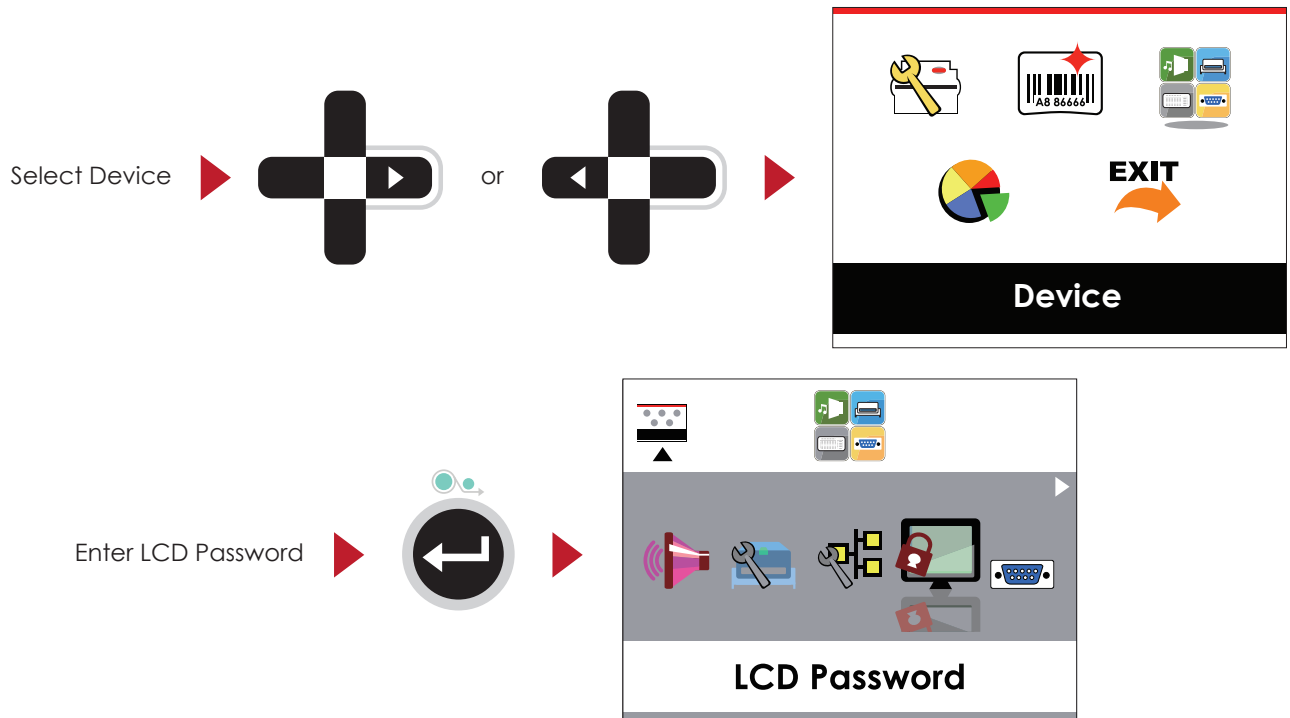 A8 86666
Select Device
or
EXIT
Device
Enter LCD Password
LCD Password